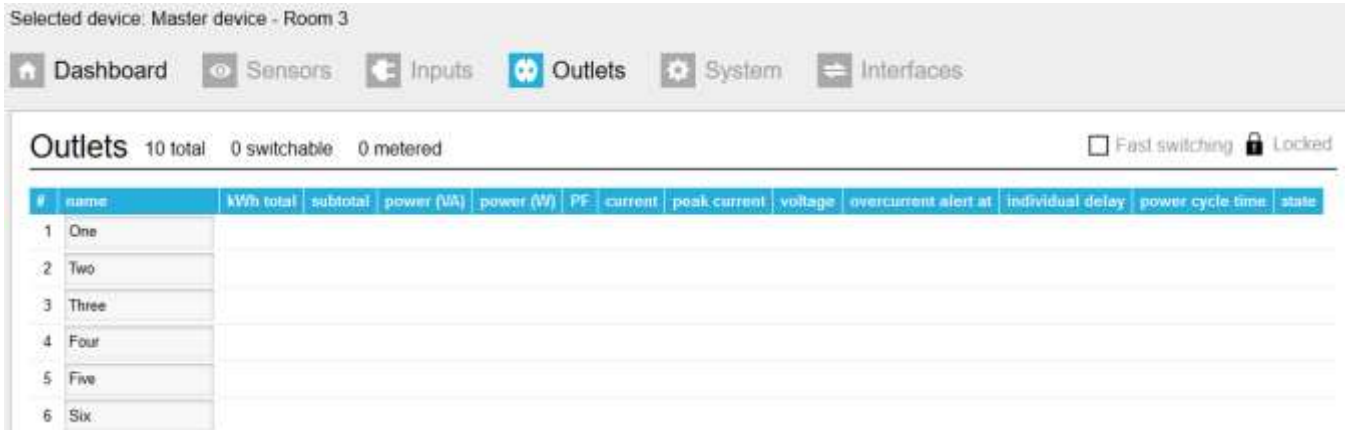 Selected device: Master device - Room 3
Dashboard Sensors Inputs Outlets System Interfaces
Outlets 10 total 0 switchable 0 metered Fast switching Locked
# name kWh total subtotal power (VA) power (W) PF current peak current voltage overcurrent alert at individual delay power cycle time state
1 One
2 Two
3 Three
4 Four
5 Five
6 Six